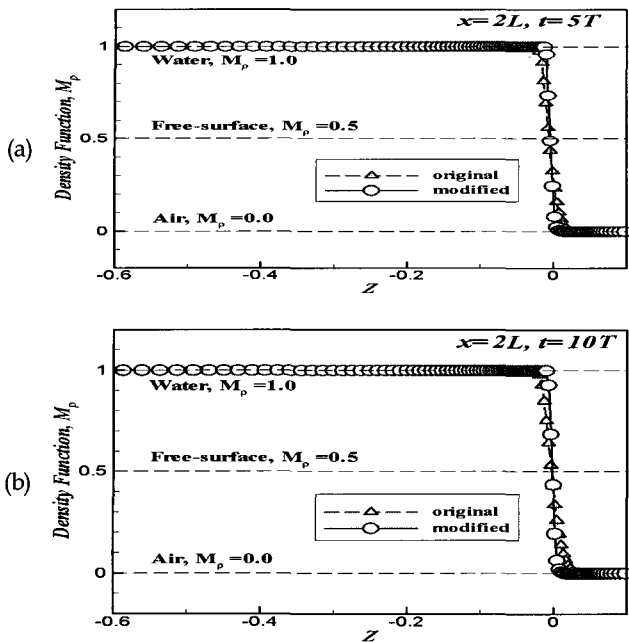 (a)
x=2L, t=5T
Density Function, Mρ
1
0.5
0
Water, Mρ=1.0
Free-surface, Mρ=0.5
Air, Mρ=0.0
original
modified
-0.6
-0.4
-0.2
0
Z
(b)
x=2L, t=10T
Density Function, Mρ
1
0.5
0
Water, Mρ=1.0
Free-surface, Mρ=0.5
Air, Mρ=0.0
original
modified
-0.6
-0.4
-0.2
0
Z